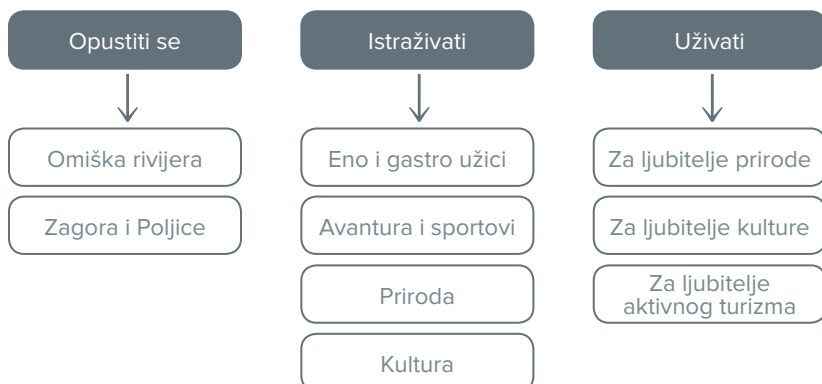 Opustiti se
Omiška rivijera
Zagora i Poljice
Istraživati
Eno i gastro užici
Avantura i sportovi
Priroda
Kultura
Uživati
Za ljubitelje prirode
Za ljubitelje kulture
Za ljubitelje
aktivnog turizma